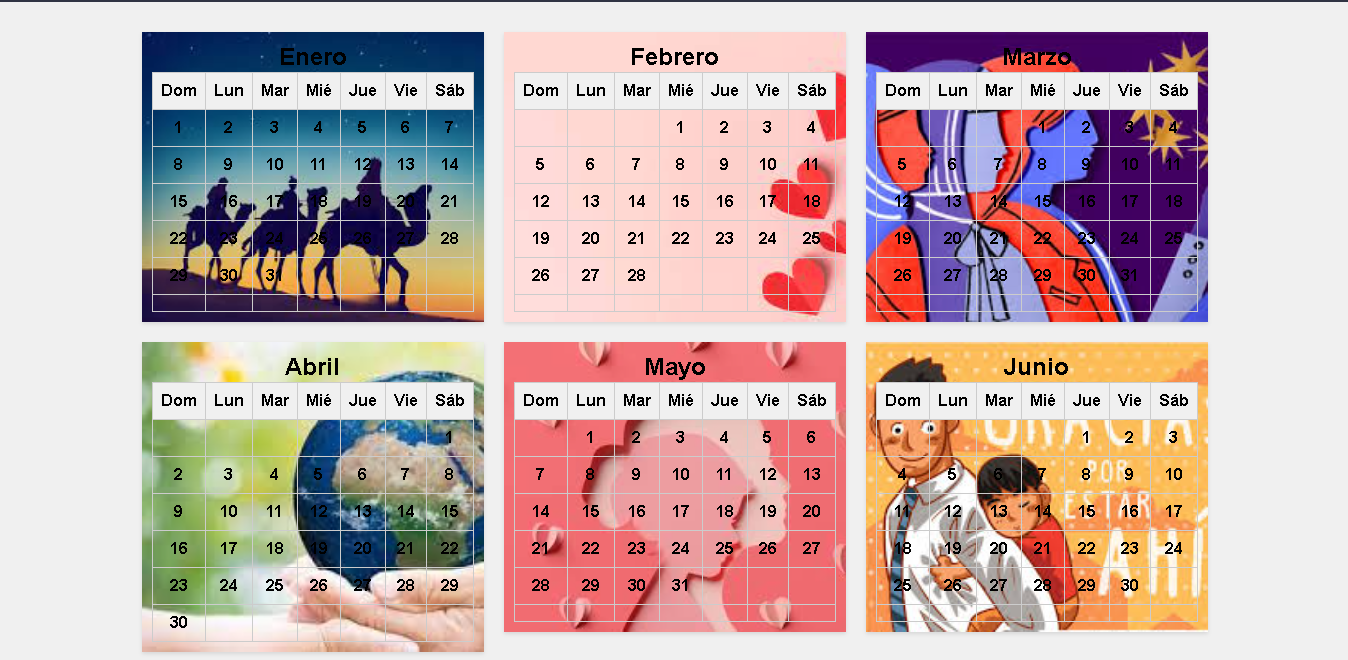 Enero
Dom Lun Mar Mié Jue Vie Sáb
1 2 3 4 5 6 7
8 9 10 11 12 13 14
15 16 17 18 19 20 21
22 23 24 25 26 27 28
29 30 31
Febrero
Dom Lun Mar Mié Jue Vie Sáb
1 2 3 4
5 6 7 8 9 10 11
12 13 14 15 16 17 18
19 20 21 22 23 24 25
26 27 28
Marzo
Dom Lun Mar Mié Jue Vie Sáb
1 2 3 4
5 6 7 8 9 10 11
12 13 14 15 16 17 18
19 20 21 22 23 24 25
26 27 28 29 30 31
Abril
Dom Lun Mar Mié Jue Vie Sáb
1
2 3 4 5 6 7 8
9 10 11 12 13 14 15
16 17 18 19 20 21 22
23 24 25 26 27 28 29
30
Mayo
Dom Lun Mar Mié Jue Vie Sáb
1 2 3 4 5 6
7 8 9 10 11 12 13
14 15 16 17 18 19 20
21 22 23 24 25 26 27
28 29 30 31
Junio
Dom Lun Mar Mié Jue Vie Sáb
1 2 3
4 5 6 7 8 9 10
11 12 13 14 15 16 17
18 19 20 21 22 23 24
25 26 27 28 29 30
POR
ESTAR
AHÍ